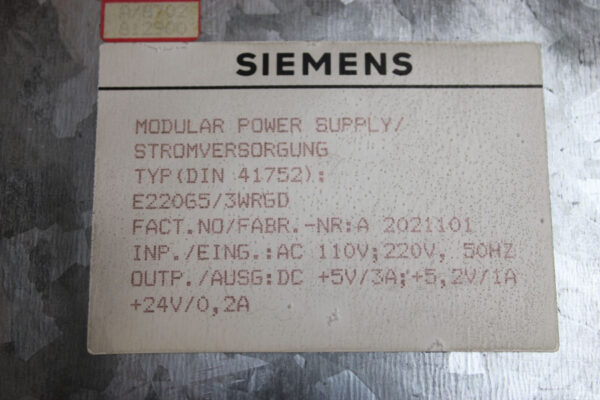 SIEMENS
MODULAR POWER SUPPLY/
STROMVERSORGUNG
TYP(DIN 41752):
E220G5/3WRGD
FACT.NO/FABR.-NR:A 2021101
INP./EING.:AC 110V;220V, 50HZ
OUTP./AUSG:DC +5V/3A;+5,2V/1A
+24V/0,2A